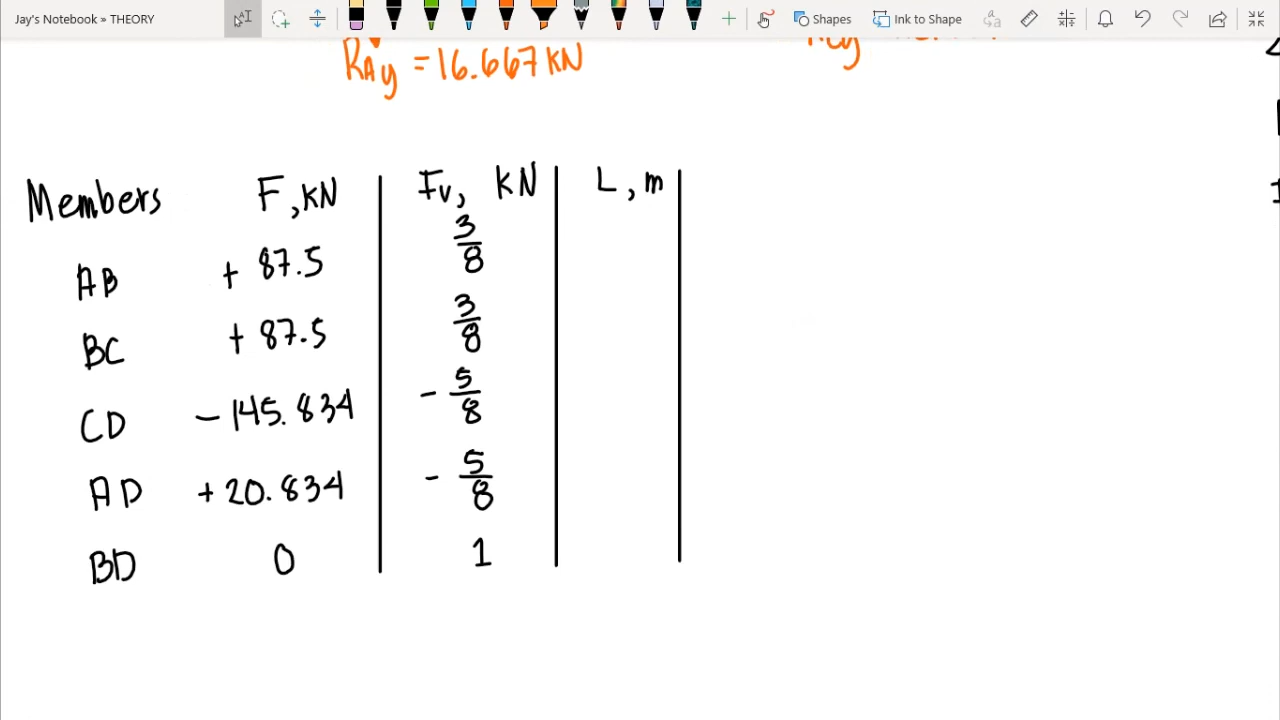 Jay's Notebook » THEORY
Shapes
Ink to Shape
RAy = 16.667 KN
Members F, KN Fv, KN L, m
AB + 87.5 3/8
BC + 87.5 3/8
CD - 145.834 - 5/8
AD + 20.834 - 5/8
BD 0 1